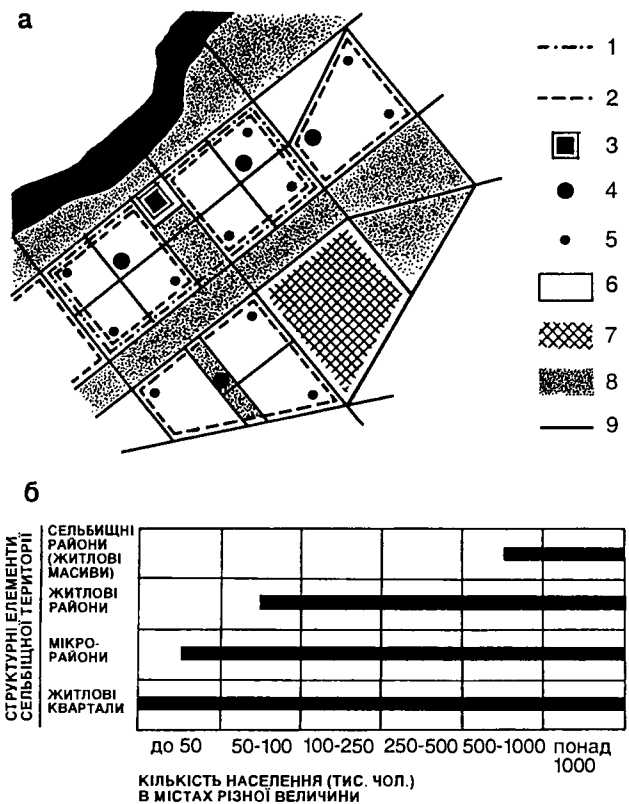 а
1
2
3
4
5
6
7
8
9
б
СТРУКТУРНІ ЕЛЕМЕНТИ
СЕЛЬБІЩНОЇ ТЕРИТОРІЇ
СЕЛЬБИЩНІ
РАЙОНИ
(ЖИТЛОВІ
МАСИВИ)
ЖИТЛОВІ
РАЙОНИ
МІКРО-
РАЙОНИ
ЖИТЛОВІ
КВАРТАЛИ
до 50
50-100
100-250
250-500
500-1000
понад
1000
КІЛЬКІСТЬ НАСЕЛЕННЯ (ТИС. ЧОЛ.)
В МІСТАХ РІЗНОЇ ВЕЛИЧИНИ